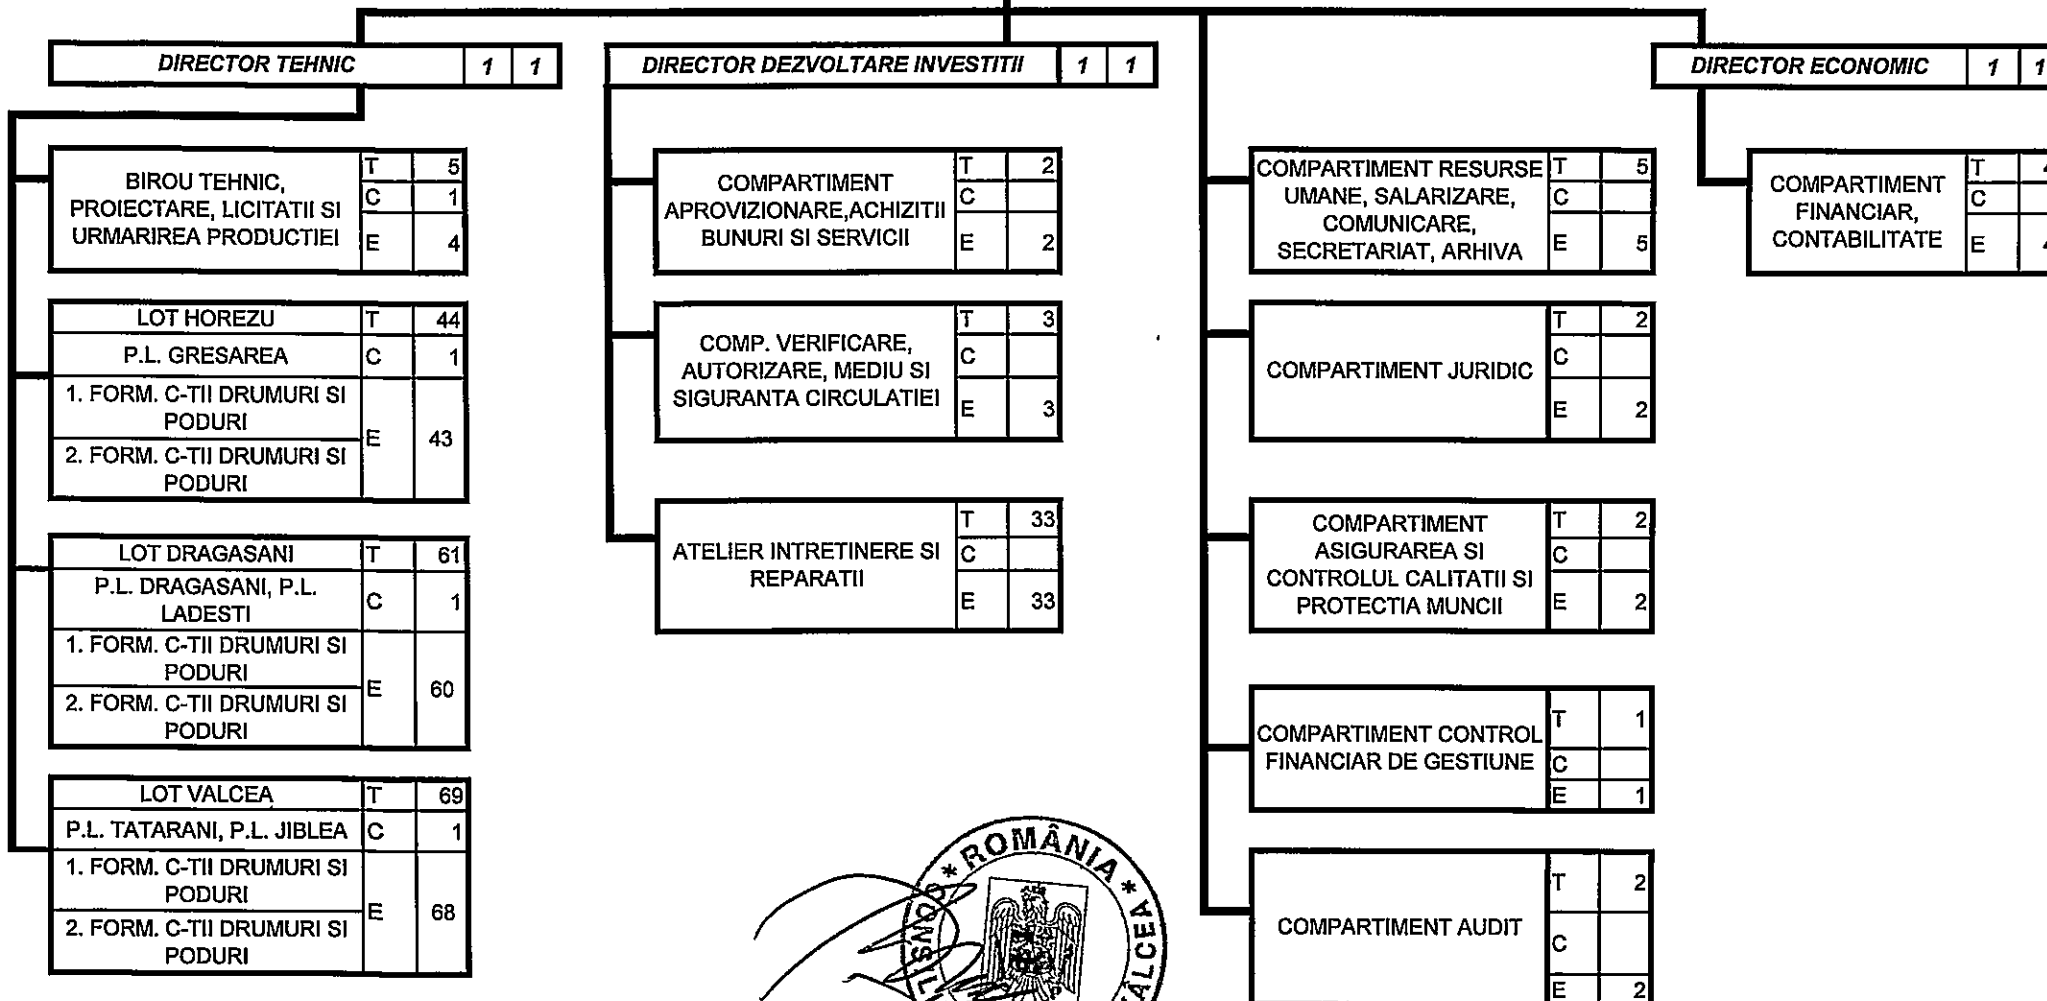 DIRECTOR TEHNIC 1 1
DIRECTOR DEZVOLTARE INVESTITII 1 1
DIRECTOR ECONOMIC 1 1
BIROU TEHNIC,
PROIECTARE, LICITATII SI
URMARIREA PRODUCTIEI
T 5
C 1
E 4
LOT HOREZU T 44
P.L. GRESAREA C 1
1. FORM. C-TII DRUMURI SI
PODURI
2. FORM. C-TII DRUMURI SI
PODURI
E 43
LOT DRAGASANI T 61
P.L. DRAGASANI, P.L.
LADESTI
C 1
1. FORM. C-TII DRUMURI SI
PODURI
2. FORM. C-TII DRUMURI SI
PODURI
E 60
LOT VALCEA T 69
P.L. TATARANI, P.L. JIBLEA C 1
1. FORM. C-TII DRUMURI SI
PODURI
2. FORM. C-TII DRUMURI SI
PODURI
E 68
COMPARTIMENT
APROVIZIONARE,ACHIZITII
BUNURI SI SERVICII
T 2
C
E 2
COMP. VERIFICARE,
AUTORIZARE, MEDIU SI
SIGURANTA CIRCULATIEI
T 3
C
E 3
ATELIER INTRETINERE SI
REPARATII
T 33
C
E 33
COMPARTIMENT RESURSE
UMANE, SALARIZARE,
COMUNICARE,
SECRETARIAT, ARHIVA
T 5
C
E 5
COMPARTIMENT JURIDIC
T 2
C
E 2
COMPARTIMENT
ASIGURAREA SI
CONTROLUL CALITATII SI
PROTECTIA MUNCII
T 2
C
E 2
COMPARTIMENT CONTROL
FINANCIAR DE GESTIUNE
T 1
C
E 1
COMPARTIMENT AUDIT
T 2
C
E 2
COMPARTIMENT
FINANCIAR,
CONTABILITATE
T 4
C
E 4
* ROMÂNIA *